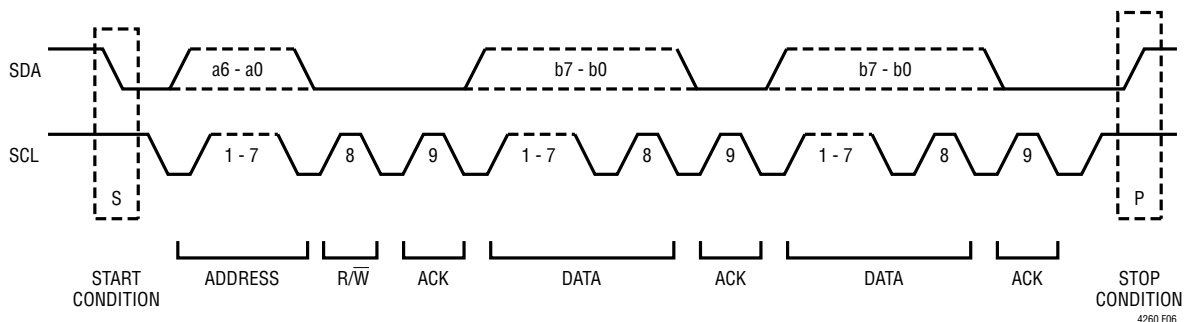 SDA
a6 - a0
b7 - b0
b7 - b0
SCL
1 - 7
8
9
1 - 7
8
9
1 - 7
8
9
S
P
START
CONDITION
ADDRESS
R/W̅
ACK
DATA
ACK
DATA
ACK
STOP
CONDITION
4260 F06